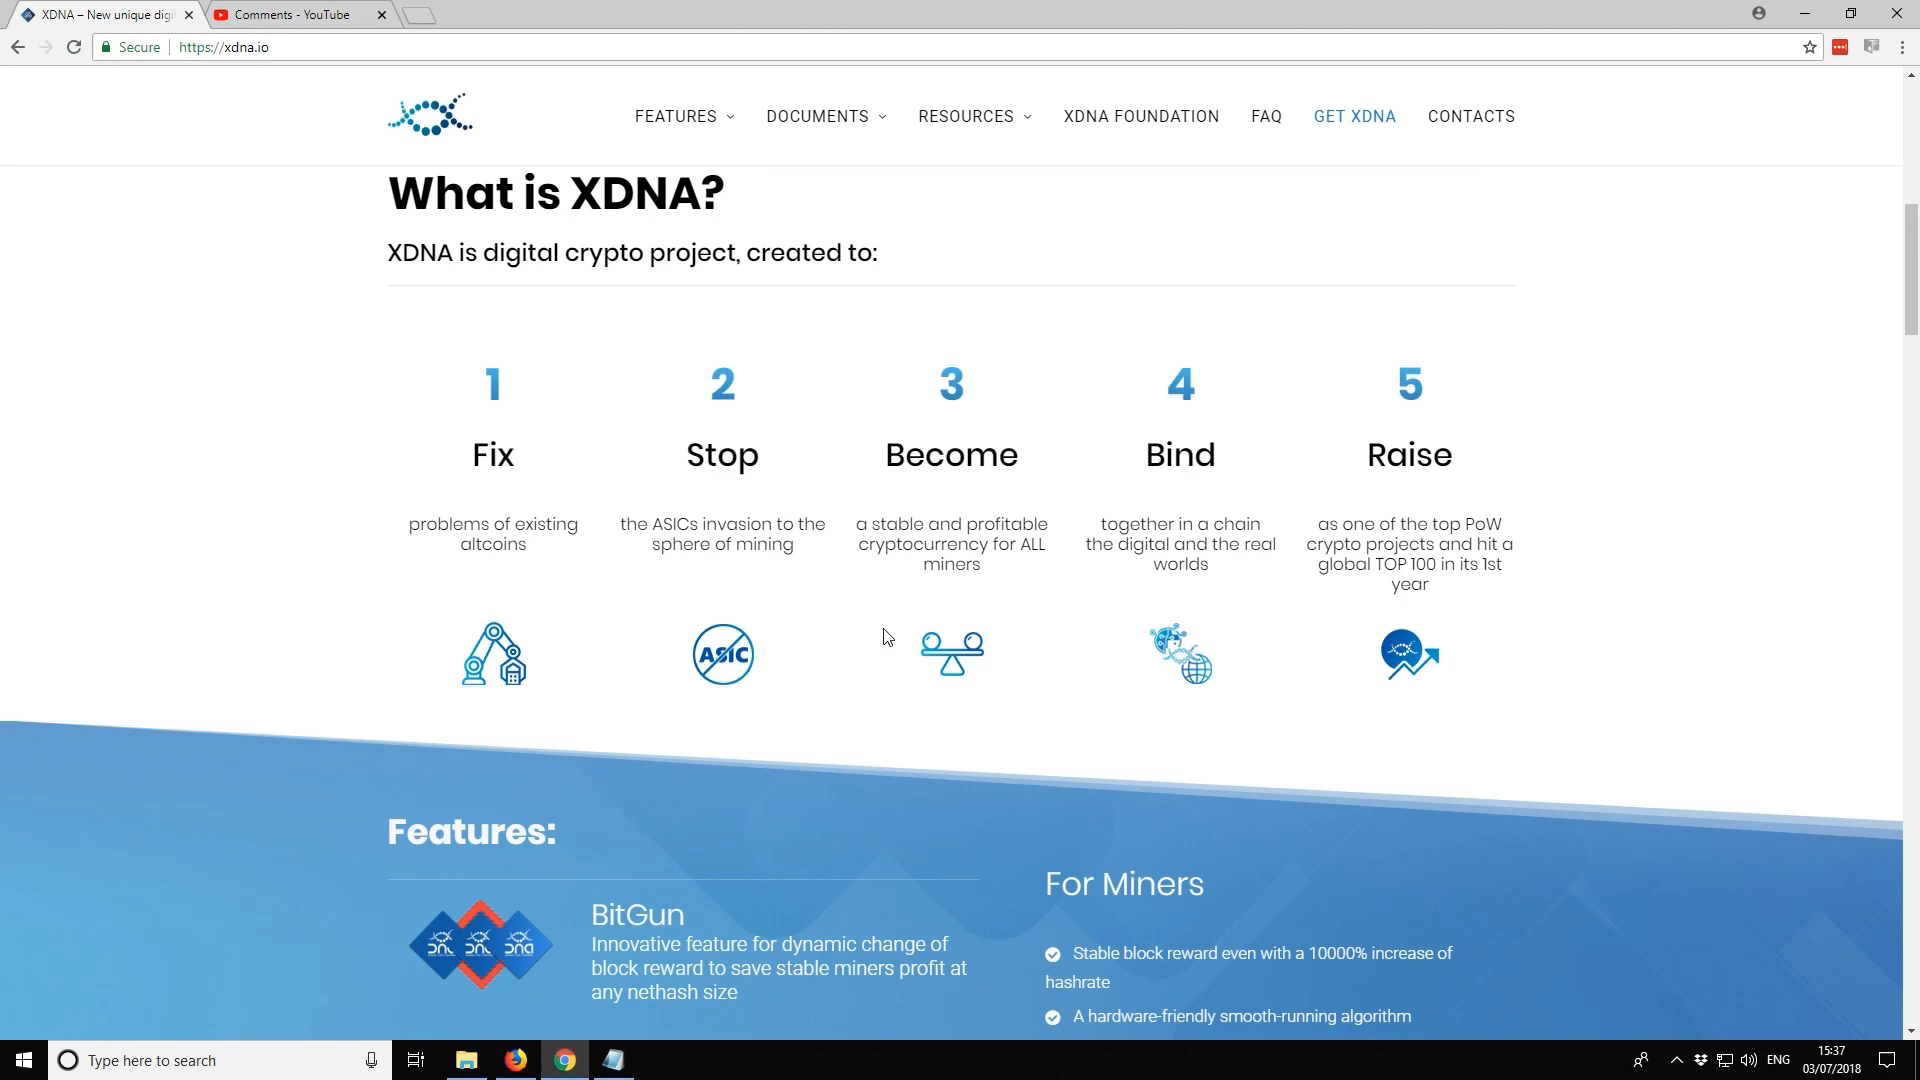 XDNA – New unique digi
Comments - YouTube
Secure
https://xdna.io
FEATURES
DOCUMENTS
RESOURCES
XDNA FOUNDATION
FAQ
GET XDNA
CONTACTS
What is XDNA?
XDNA is digital crypto project, created to:
1
Fix
problems of existing
altcoins
2
Stop
the ASICs invasion to the
sphere of mining
ASIC
3
Become
a stable and profitable
cryptocurrency for ALL
miners
4
Bind
together in a chain
the digital and the real
worlds
5
Raise
as one of the top PoW
crypto projects and hit a
global TOP 100 in its 1st
year
Features:
BitGun
Innovative feature for dynamic change of
block reward to save stable miners profit at
any nethash size
For Miners
Stable block reward even with a 10000% increase of
hashrate
A hardware-friendly smooth-running algorithm
Type here to search
ENG
15:37
03/07/2018